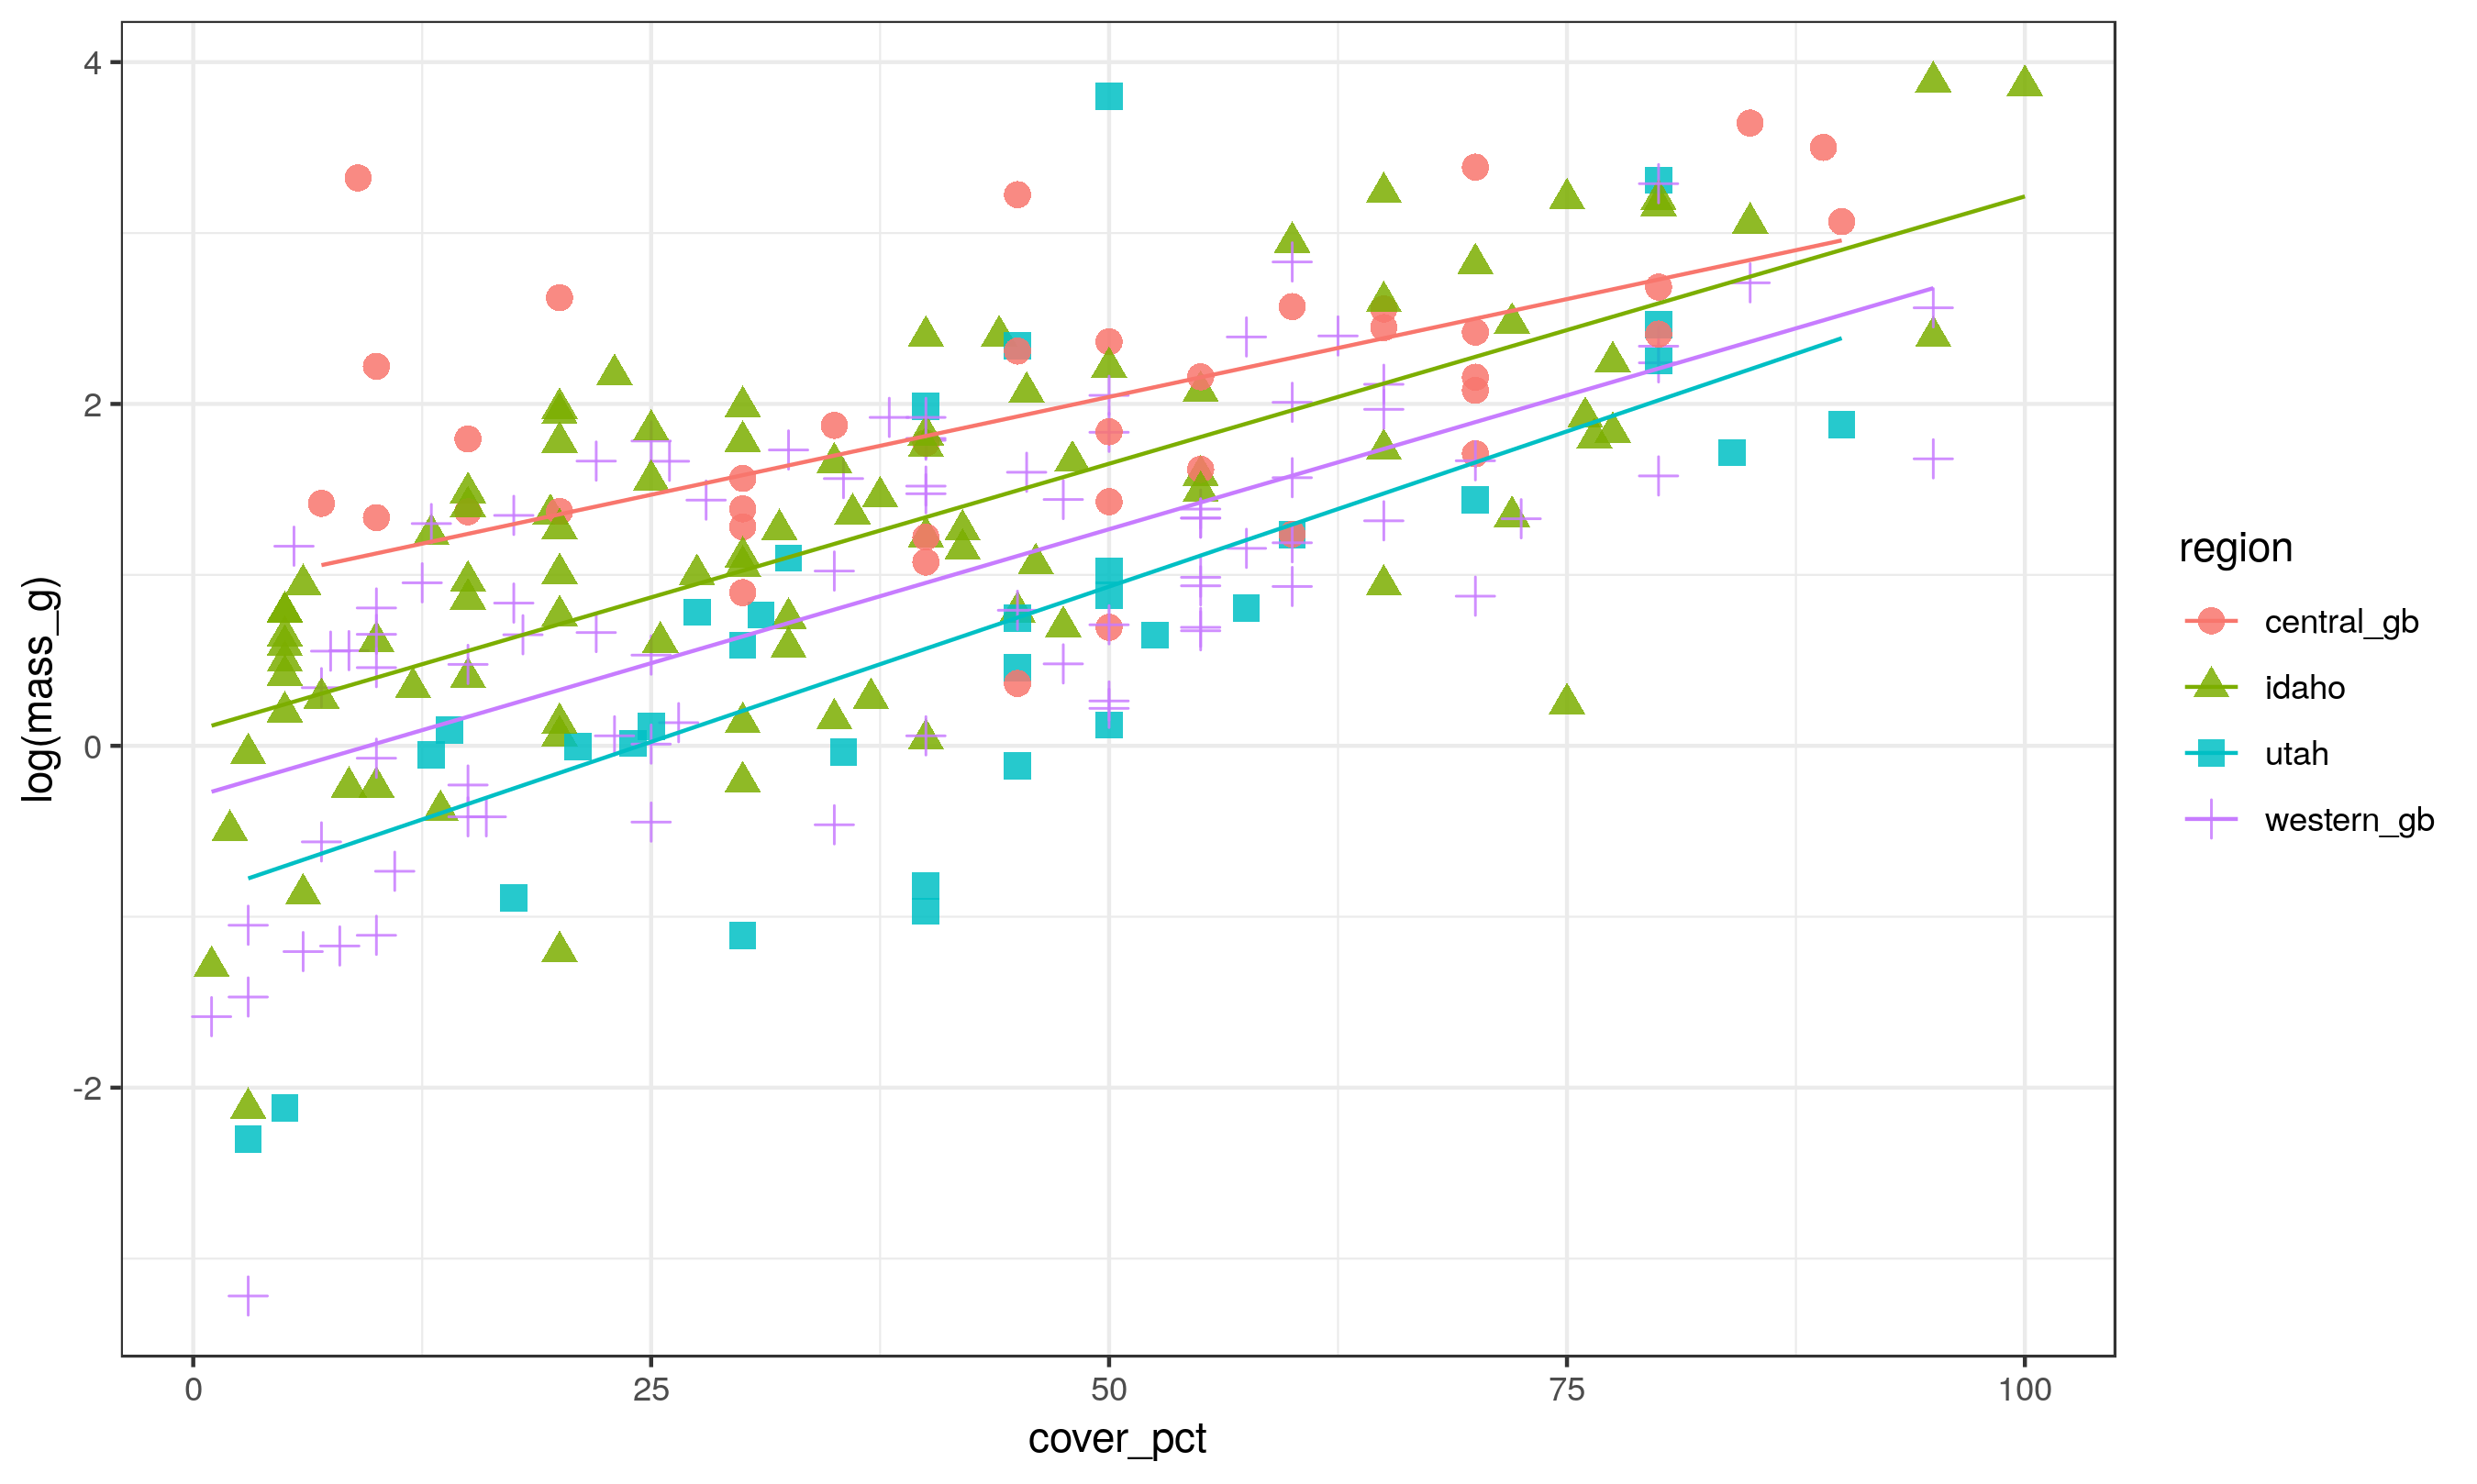 4
2
0
-2
0
25
50
75
100
cover_pct
log(mass_g)
region
central_gb
idaho
utah
western_gb